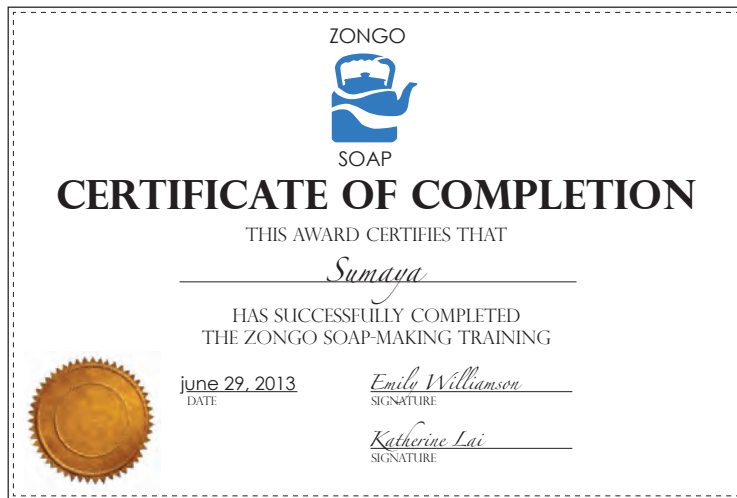 ZONGO
SOAP
CERTIFICATE OF COMPLETION
THIS AWARD CERTIFIES THAT
Sumaya
HAS SUCCESSFULLY COMPLETED
THE ZONGO SOAP-MAKING TRAINING
june 29, 2013
DATE
Emily Williamson
SIGNATURE
Katherine Lai
SIGNATURE